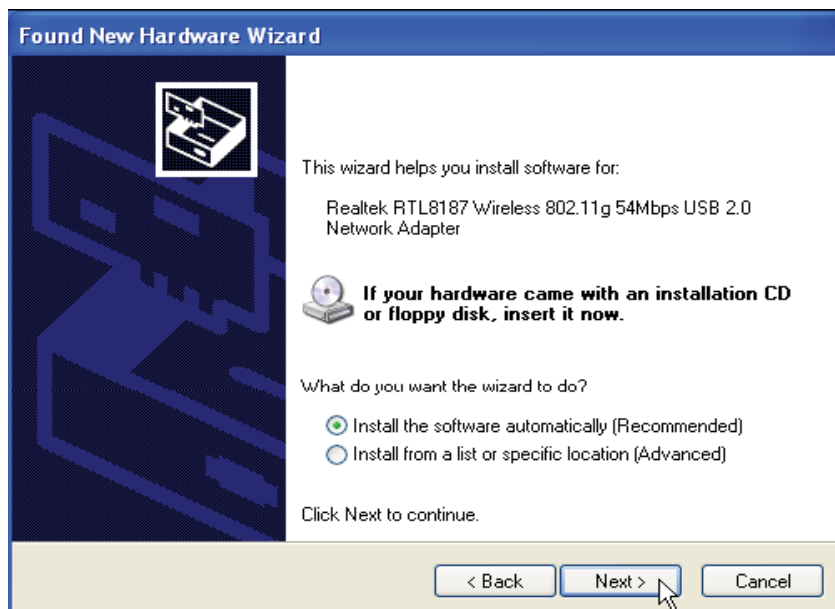 Found New Hardware Wizard
This wizard helps you install software for:
Realtek RTL8187 Wireless 802.11g 54Mbps USB 2.0
Network Adapter
If your hardware came with an installation CD
or floppy disk, insert it now.
What do you want the wizard to do?
Install the software automatically (Recommended)
Install from a list or specific location (Advanced)
Click Next to continue.
< Back Next > Cancel